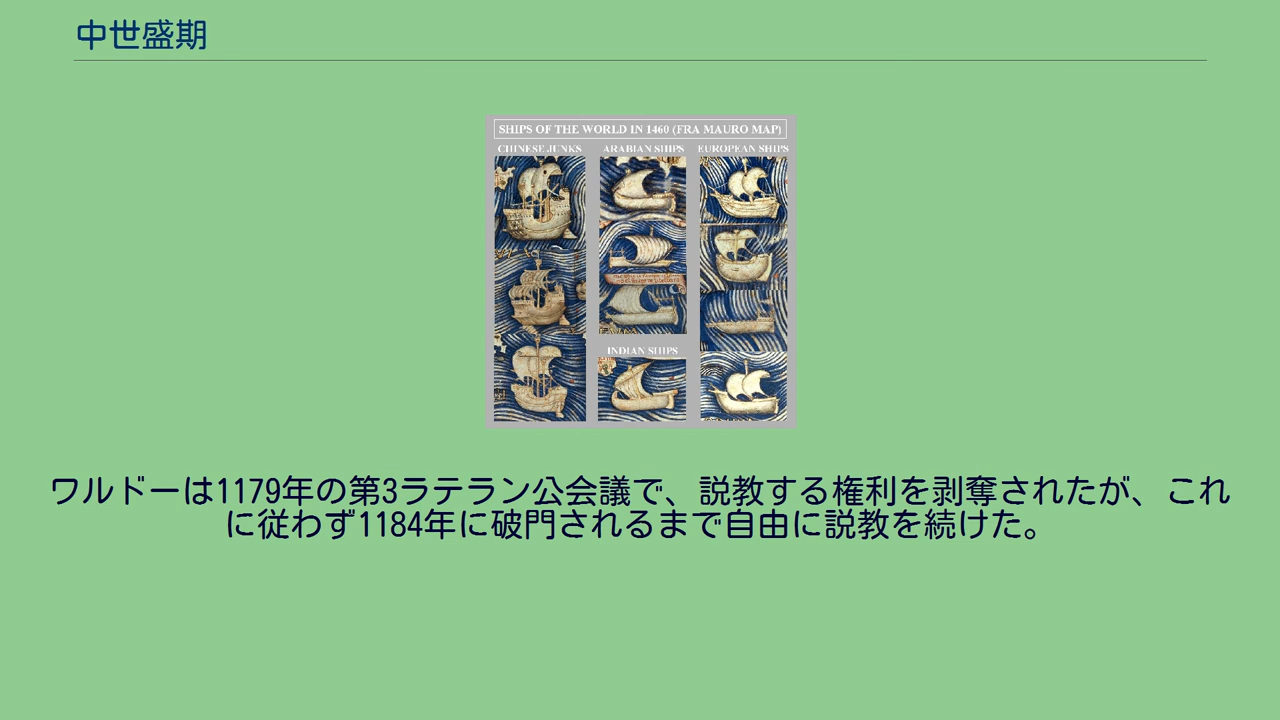 中世盛期
SHIPS OF THE WORLD IN 1460 (FRA MAURO MAP)
CHINESE JUNKS ARABIAN SHIPS EUROPEAN SHIPS
INDIAN SHIPS
ワルドーは1179年の第3ラテラン公会議で、説教する権利を剥奪されたが、これ
に従わず1184年に破門されるまで自由に説教を続けた。